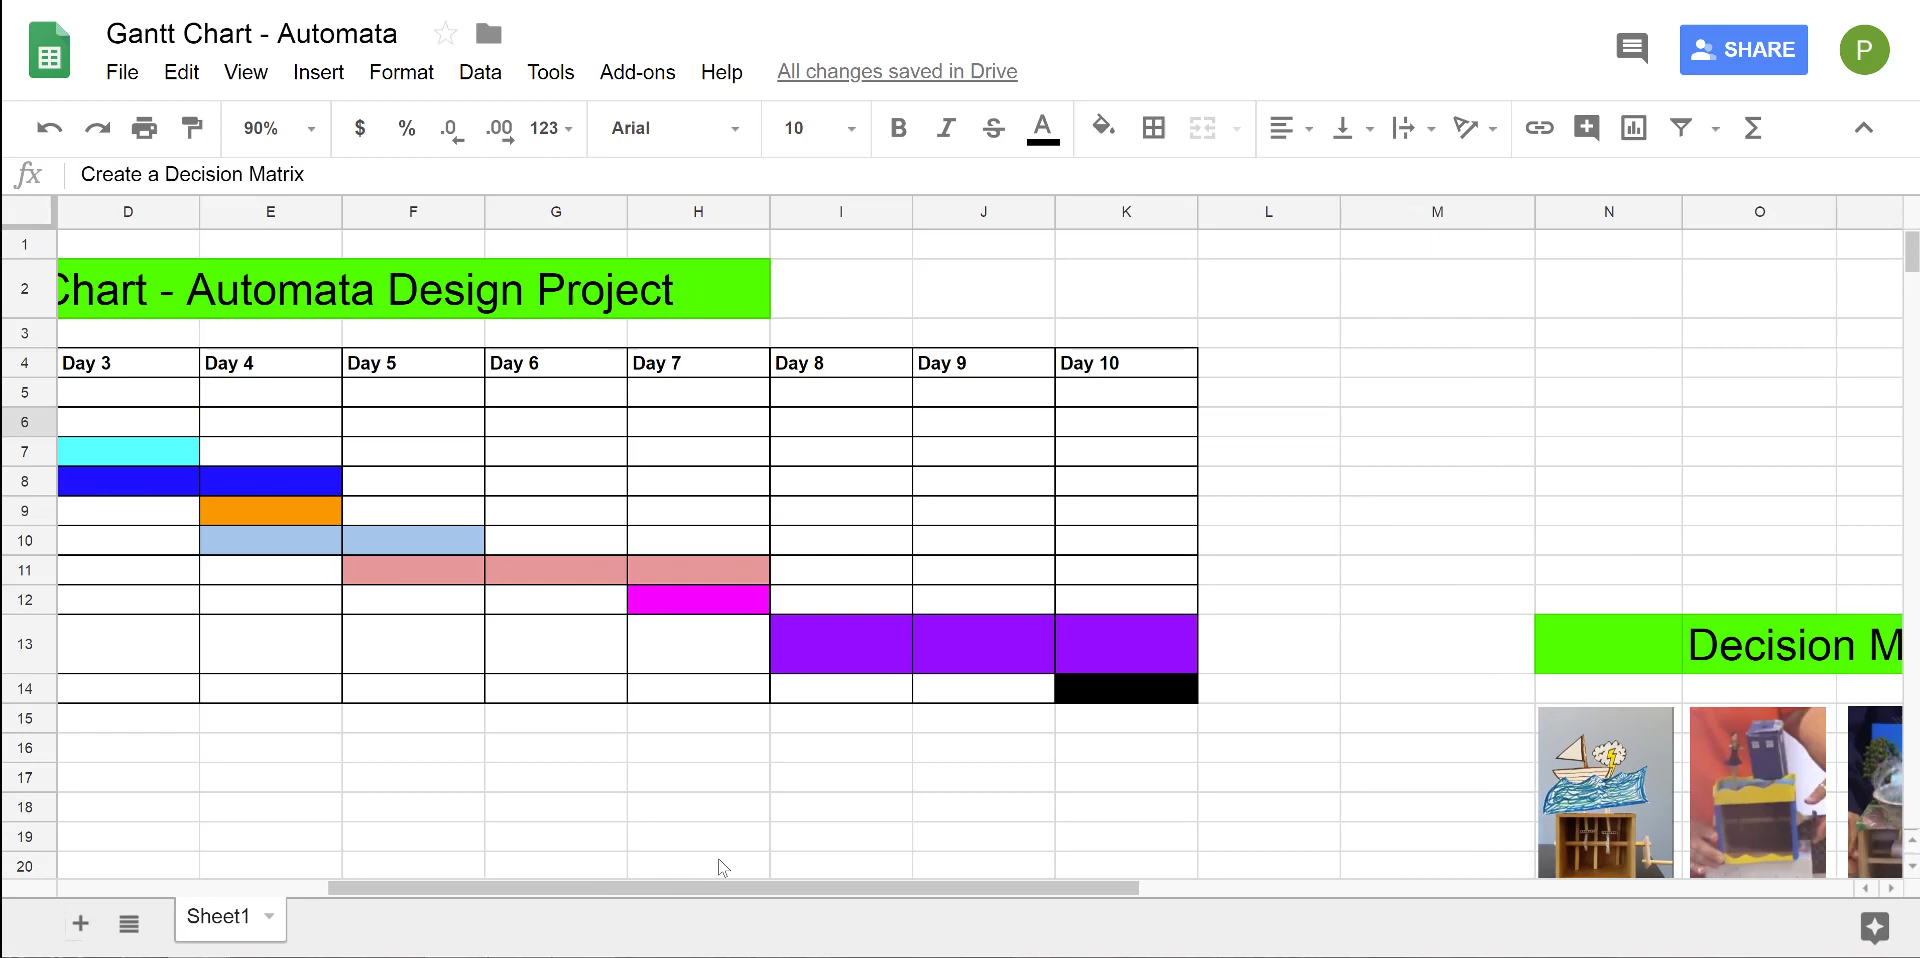 Gantt Chart - Automata
File Edit View Insert Format Data Tools Add-ons Help All changes saved in Drive
SHARE
P
90% $ % .0 .00 123 Arial 10 B I S A Σ
fx Create a Decision Matrix
D E F G H I J K L M N O
1
2 Chart - Automata Design Project
3
4 Day 3 Day 4 Day 5 Day 6 Day 7 Day 8 Day 9 Day 10
5
6
7
8
9
10
11
12
13 Decision M
14
15
16
17
18
19
20
Sheet1